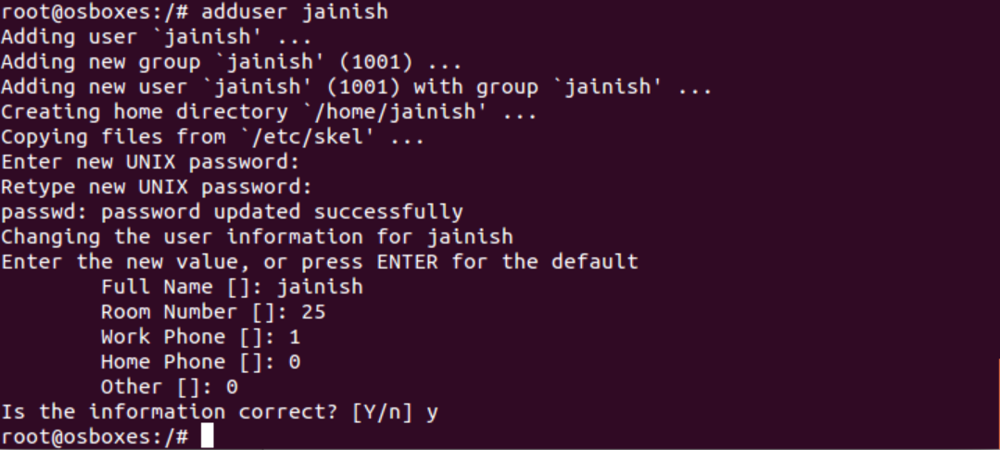 root@osboxes:/# adduser jainish
Adding user `jainish' ...
Adding new group `jainish' (1001) ...
Adding new user `jainish' (1001) with group `jainish' ...
Creating home directory `/home/jainish' ...
Copying files from `/etc/skel' ...
Enter new UNIX password:
Retype new UNIX password:
passwd: password updated successfully
Changing the user information for jainish
Enter the new value, or press ENTER for the default
        Full Name []: jainish
        Room Number []: 25
        Work Phone []: 1
        Home Phone []: 0
        Other []: 0
Is the information correct? [Y/n] y
root@osboxes:/#